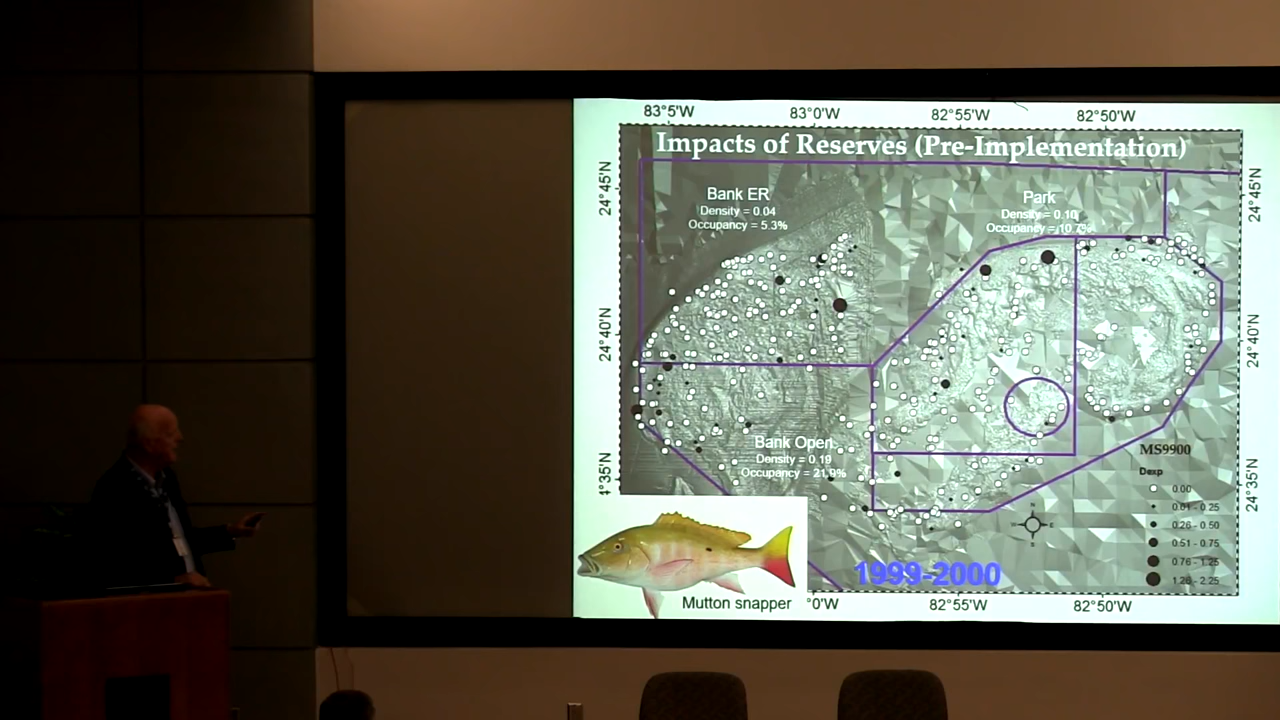 83°5'W 83°0'W 82°55'W 82°50'W
Impacts of Reserves (Pre-Implementation)
24°45'N
24°45'N
Bank ER
Density = 0.04
Occupancy = 5.3%
Park
Density = 0.10
Occupancy = 10.7%
24°40'N
24°40'N
Bank Open
Density = 0.19
Occupancy = 21.9%
4°35'N
24°35'N
MS9900
Dexp
0.00
0.01 - 0.25
0.26 - 0.50
0.51 - 0.75
0.76 - 1.25
1.26 - 2.25
N
W E
S
1999-2000
Mutton snapper
°0'W 82°55'W 82°50'W